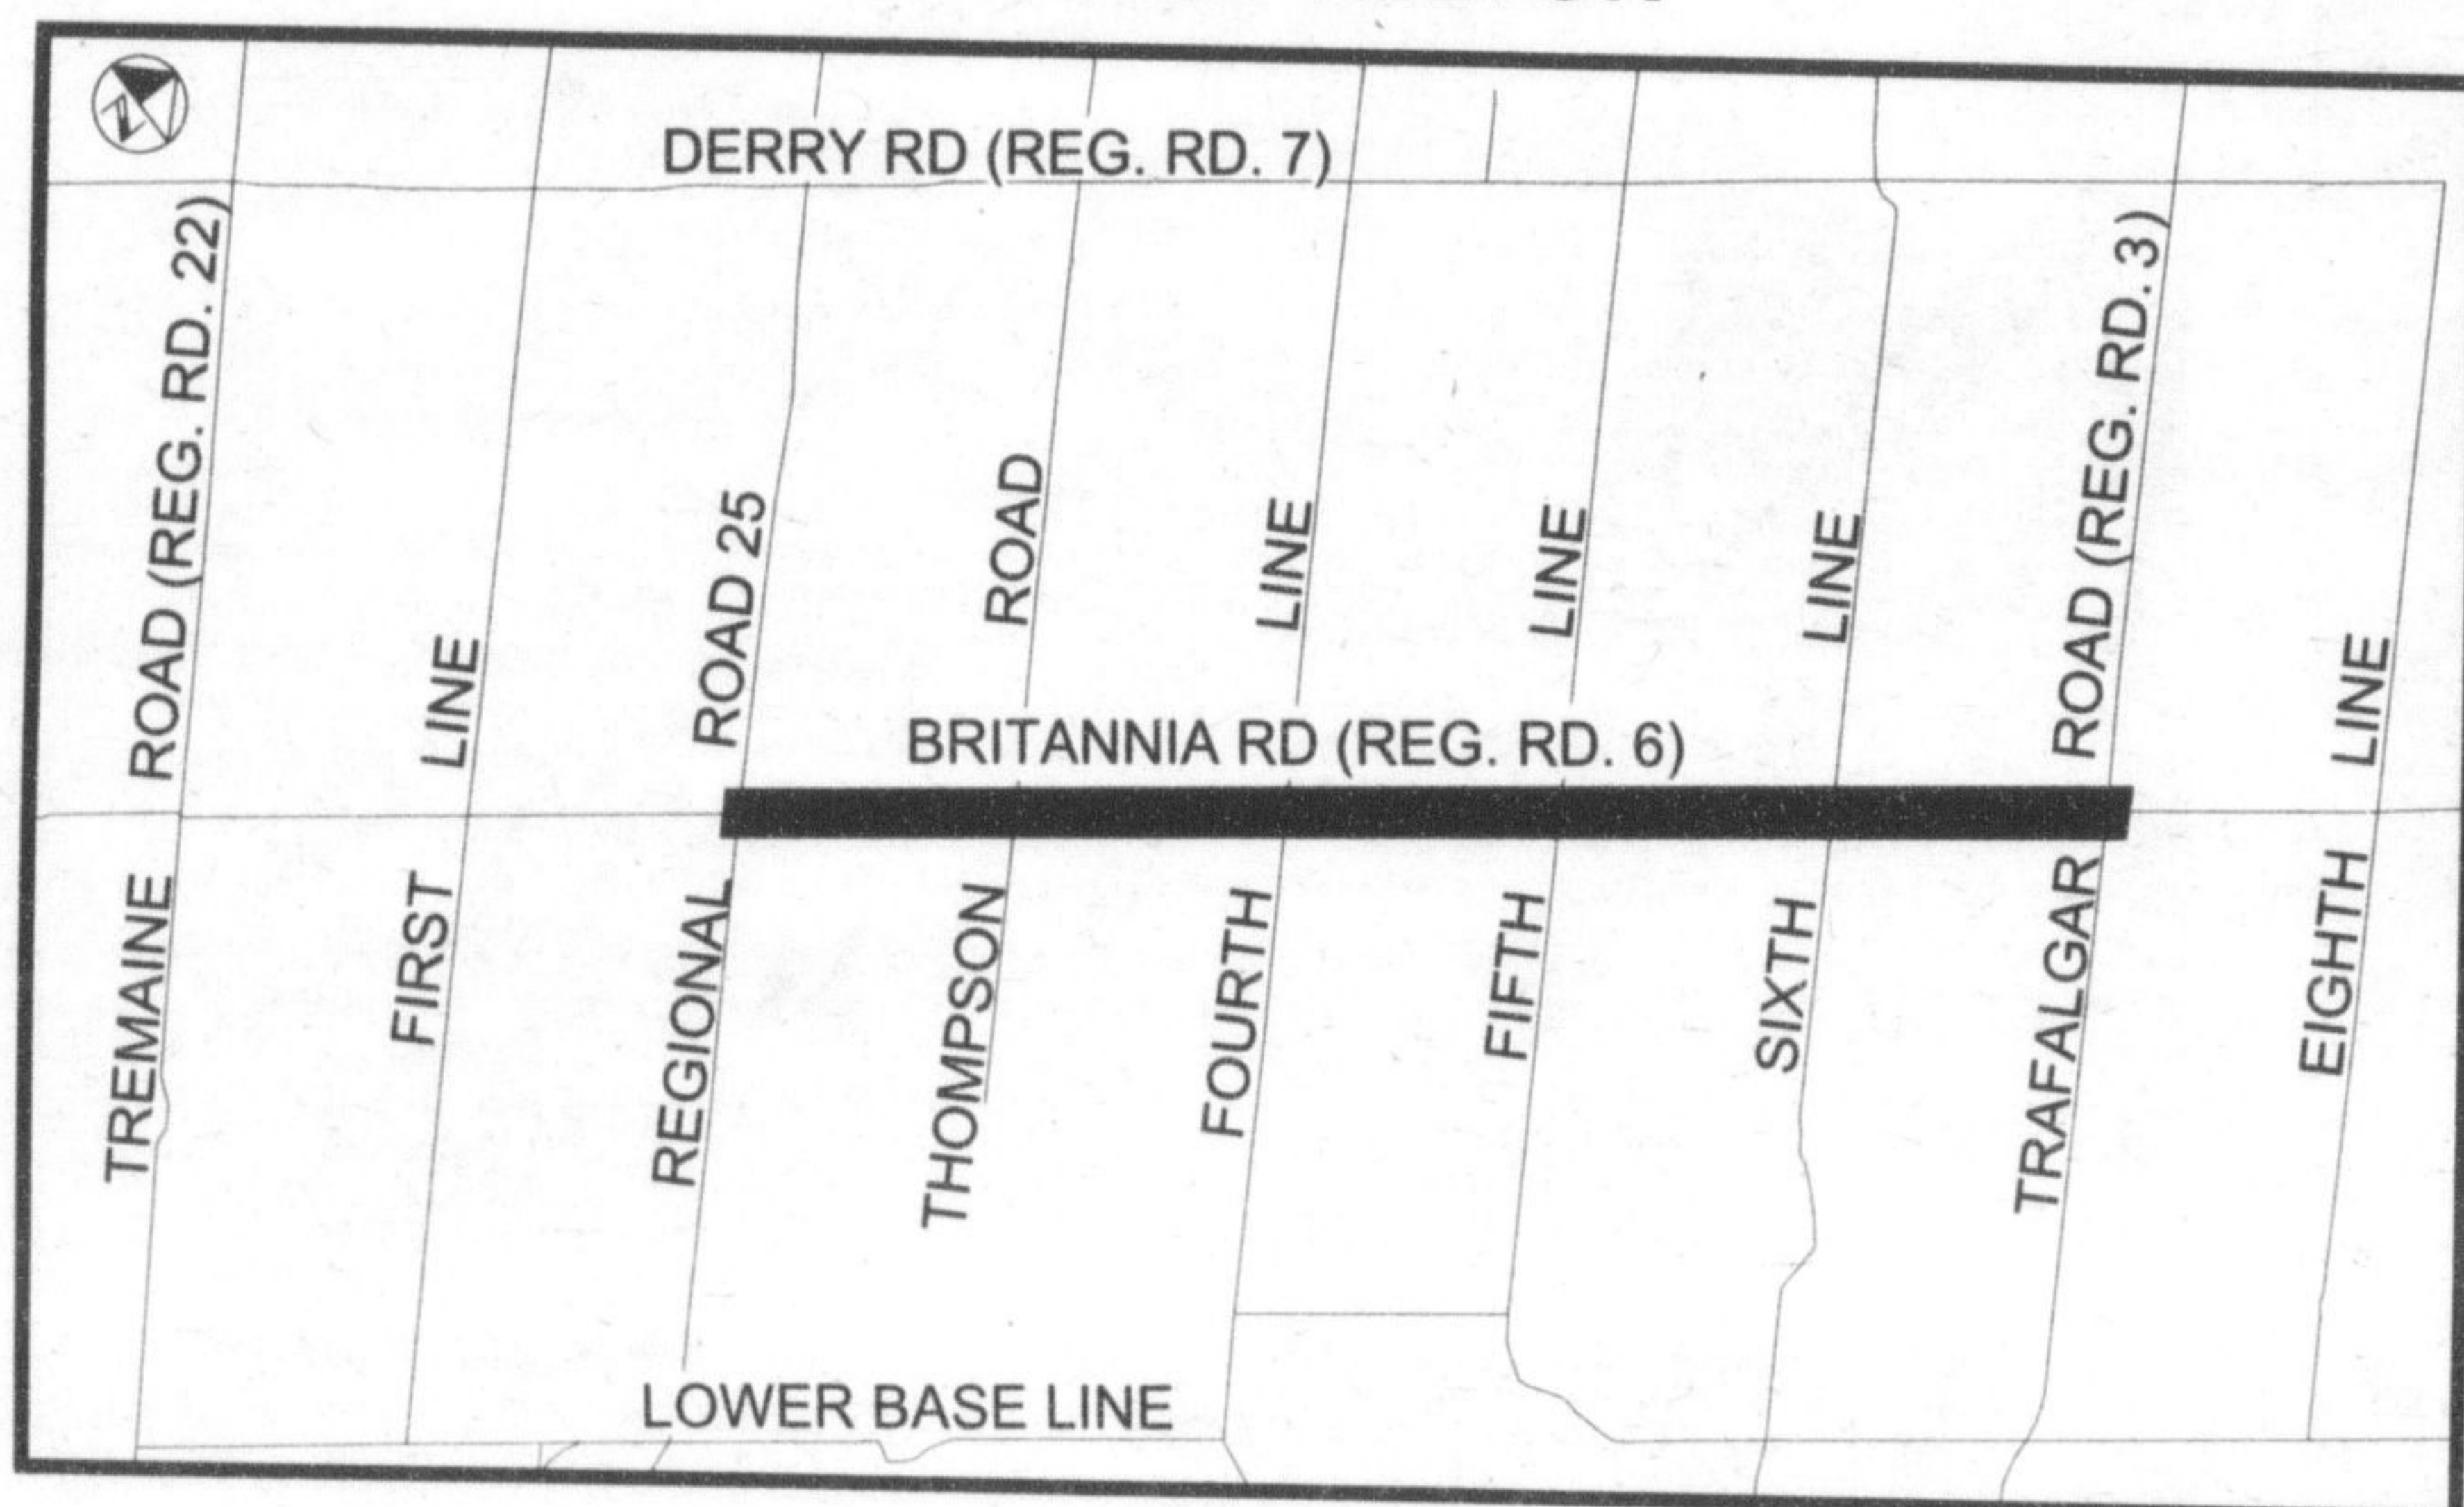 N
DERRY RD (REG. RD. 7)
TREMAINE ROAD (REG. RD. 22)
FIRST LINE
REGIONAL ROAD 25
THOMPSON ROAD
FOURTH LINE
FIFTH LINE
SIXTH LINE
TRAFALGAR ROAD (REG. RD. 3)
EIGHTH LINE
BRITANNIA RD (REG. RD. 6)
LOWER BASE LINE